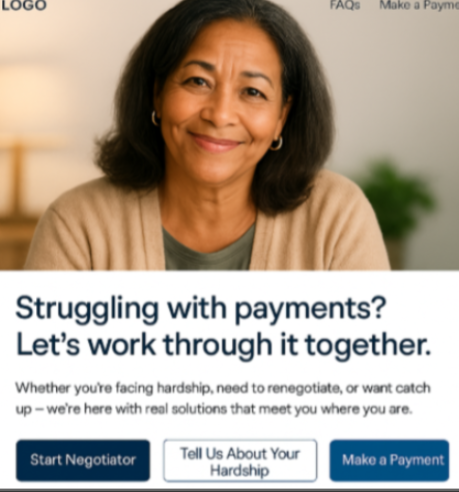 LOGO
FAQs Make a Payme
Struggling with payments?
Let's work through it together.
Whether you're facing hardship, need to renegotiate, or want catch
up – we're here with real solutions that meet you where you are.
Start Negotiator
Tell Us About Your
Hardship
Make a Payment